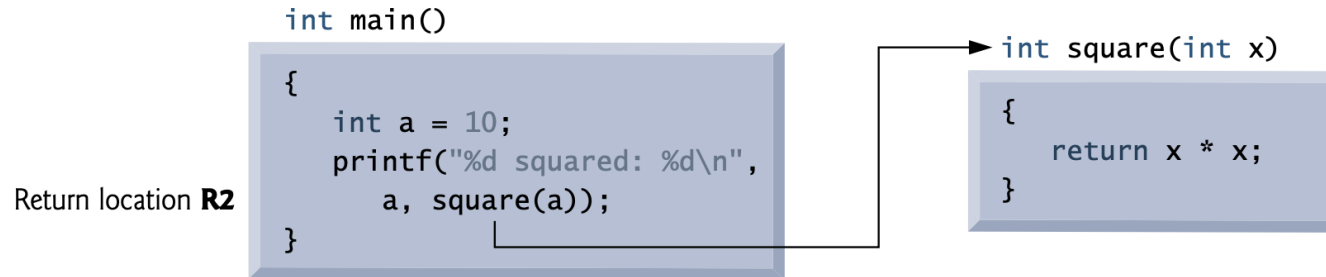 int main()
{
int a = 10;
printf("%d squared: %d\n",
a, square(a));
}
Return location R2
int square(int x)
{
return x * x;
}